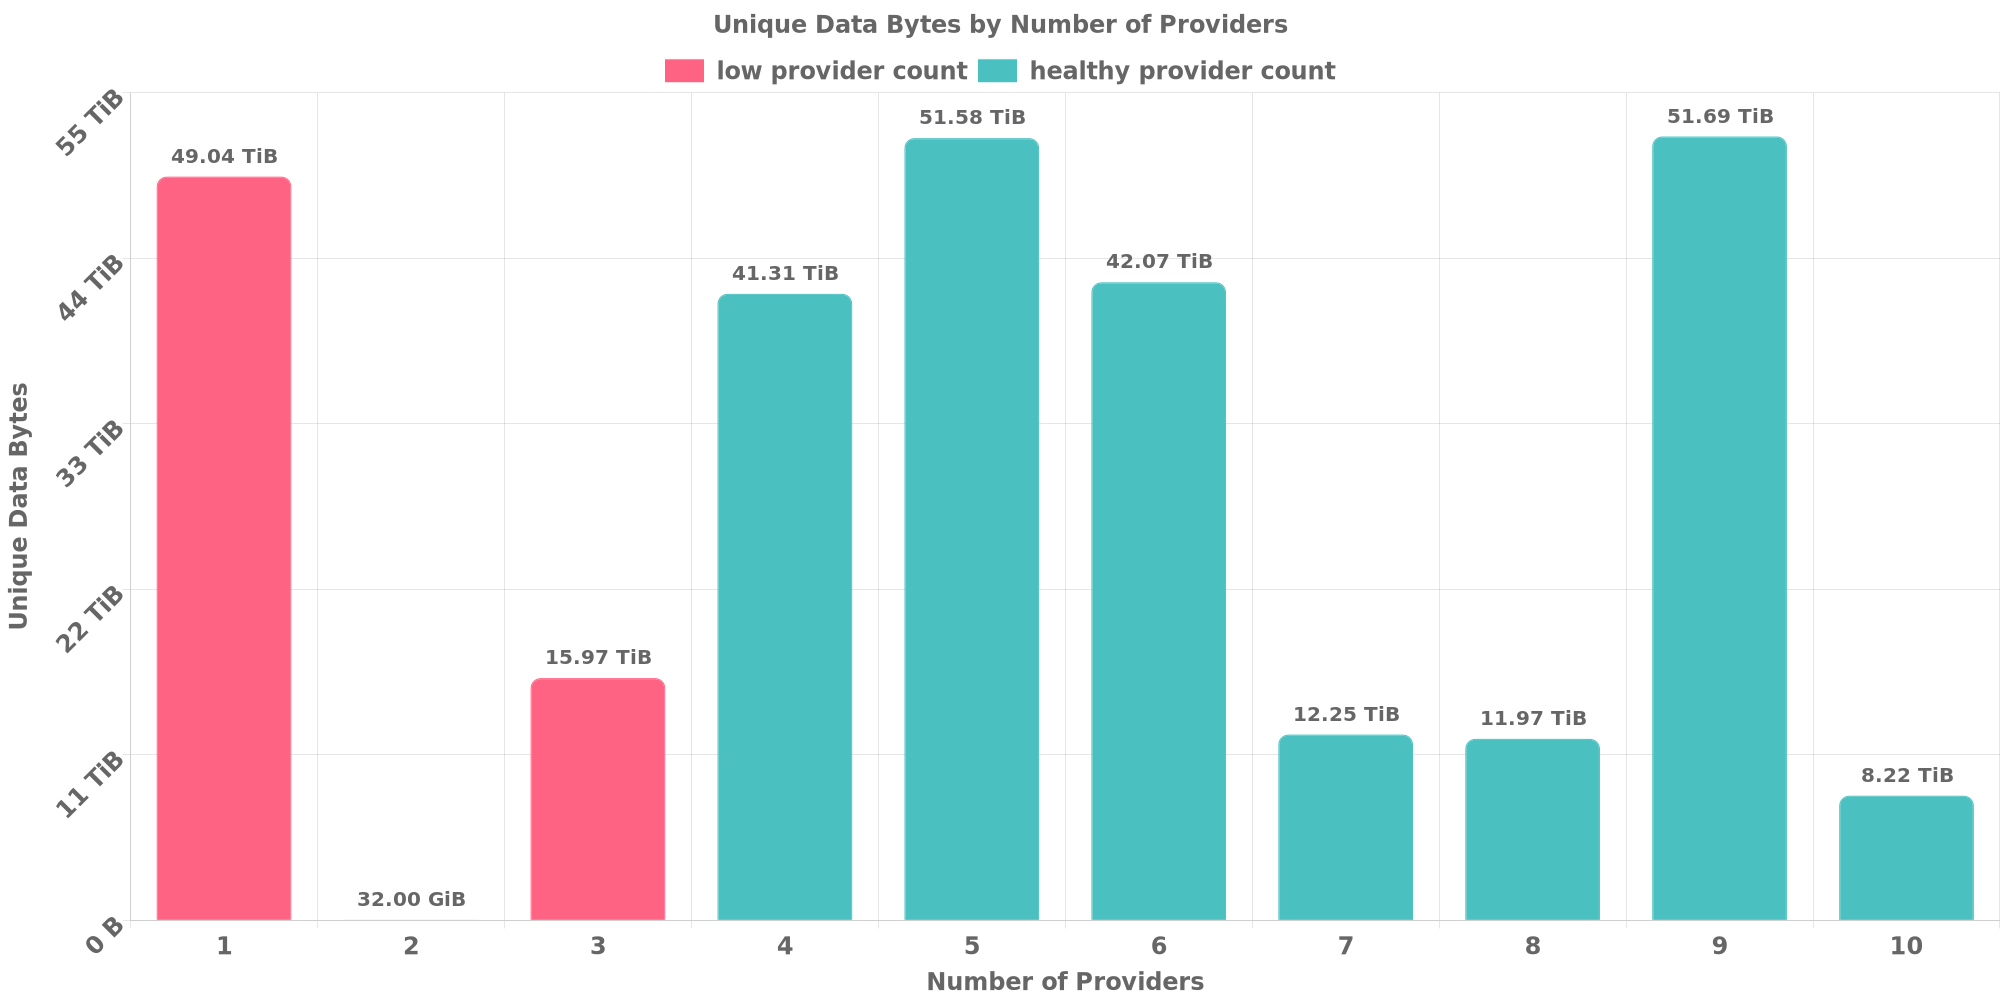 Unique Data Bytes by Number of Providers
low provider count
healthy provider count
55 TiB
44 TiB
33 TiB
22 TiB
11 TiB
0 B
Unique Data Bytes
49.04 TiB
32.00 GiB
15.97 TiB
41.31 TiB
51.58 TiB
42.07 TiB
12.25 TiB
11.97 TiB
51.69 TiB
8.22 TiB
1
2
3
4
5
6
7
8
9
10
Number of Providers